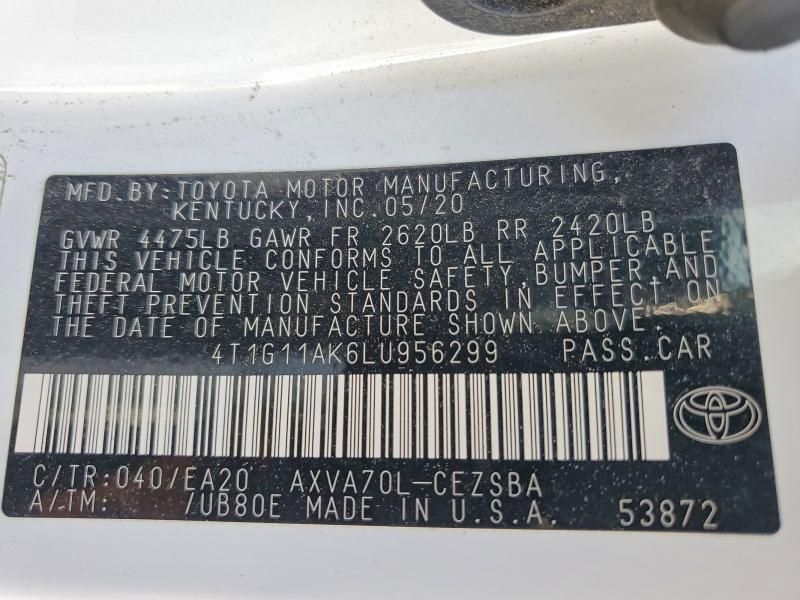 MFD. BY: TOYOTA MOTOR MANUFACTURING,
KENTUCKY, INC. 05/20
GVWR 4475LB GAWR FR 2620LB RR 2420LB
THIS VEHICLE CONFORMS TO ALL APPLICABLE
FEDERAL MOTOR VEHICLE SAFETY, BUMPER, AND
THEFT PREVENTION STANDARDS IN EFFECT ON
THE DATE OF MANUFACTURE SHOWN ABOVE.
4T1G11AK6LU956299 PASS. CAR
C/TR: 040/EA20 AXVA70L-CEZSBA
A/TM: /UB80E MADE IN U.S.A. 53872